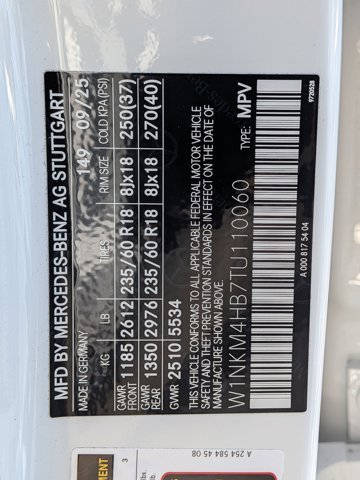 MFD BY MERCEDES-BENZ AG STUTTGART
MADE IN GERMANY 149 - 09/25
KG LB TIRES RIM SIZE COLD KPA (PSI)
GAWR FRONT 1185 2612 235/60 R18 8Jx18 250(37)
GAWR REAR 1350 2976 235/60 R18 8Jx18 270(40)
GVWR 2510 5534
THIS VEHICLE CONFORMS TO ALL APPLICABLE FEDERAL MOTOR VEHICLE
SAFETY AND THEFT PREVENTION STANDARDS IN EFFECT ON THE DATE OF
MANUFACTURE SHOWN ABOVE.
W1NKM4HB7TU110060
TYPE: MPV
A 000 817 54 04
9720528
A 254 584 45 08
3
lbs.